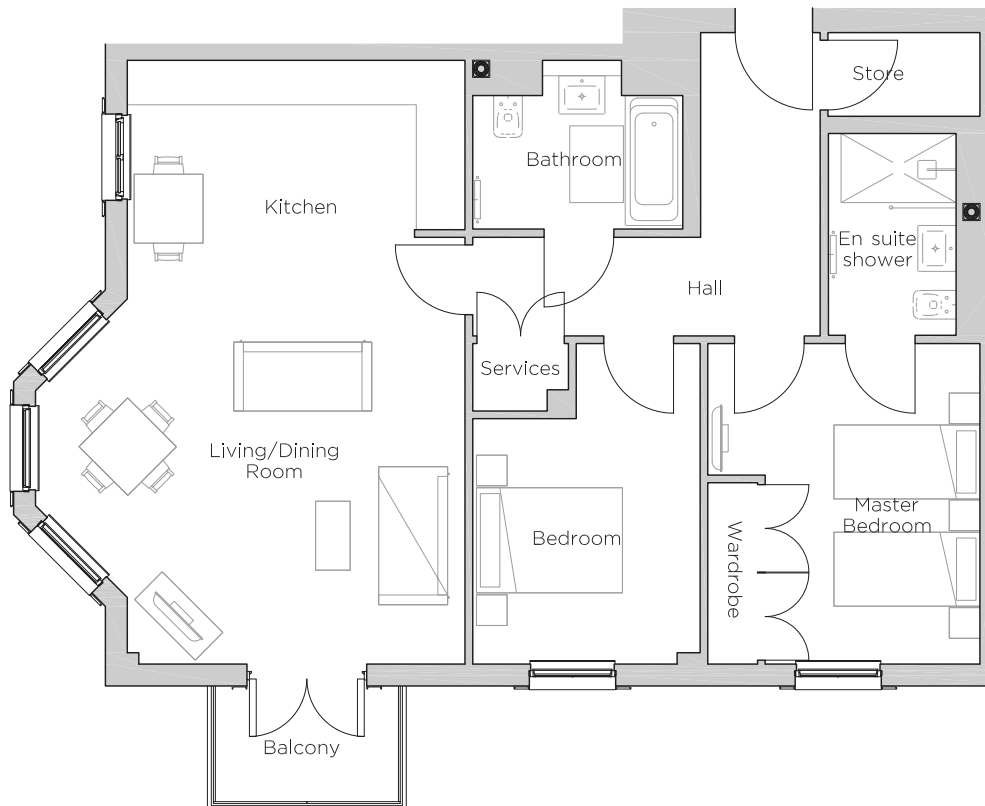 Store
Bathroom
Kitchen
En suite
shower
Hall
Services
Living/Dining
Room
Master
Bedroom
Bedroom
Wardrobe
Balcony